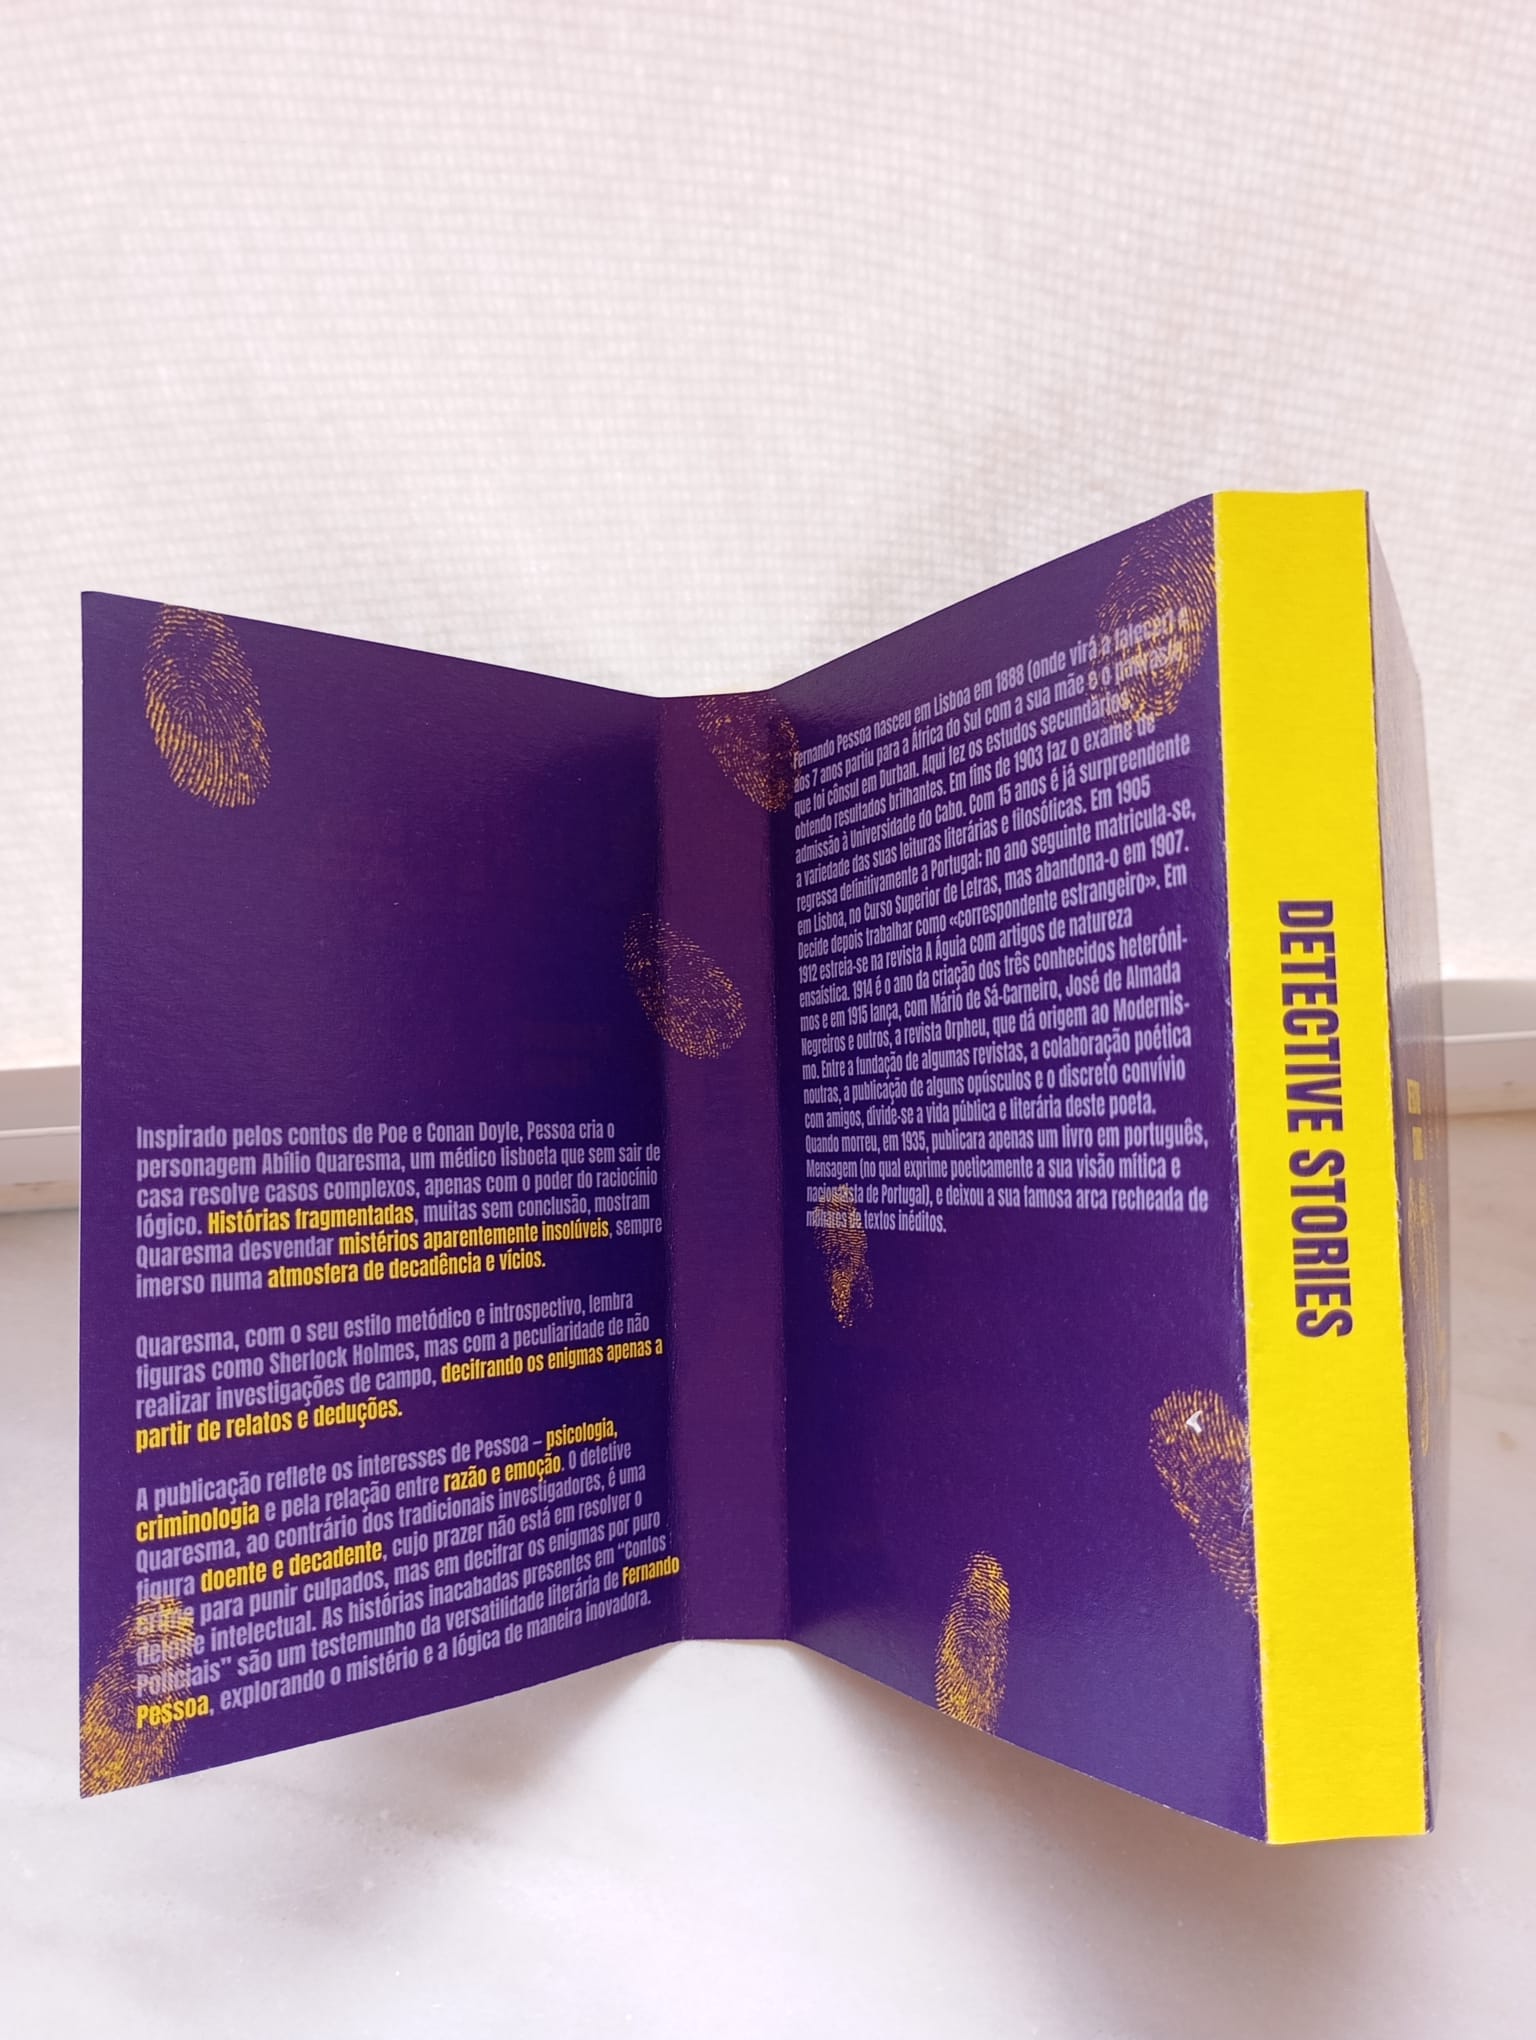 Inspirado pelos contos de Poe e Conan Doyle, Pessoa cria o
personagem Abílio Quaresma, um médico lisboeta que sem sair de
casa resolve casos complexos, apenas com o poder do raciocínio
lógico. Histórias fragmentadas, muitas sem conclusão, mostram
Quaresma desvendar mistérios aparentemente insolúveis, sempre
imerso numa atmosfera de decadência e vícios.
Quaresma, com o seu estilo metódico e introspectivo, lembra
figuras como Sherlock Holmes, mas com a peculiaridade de não
realizar investigações de campo, decifrando os enigmas apenas a
partir de relatos e deduções.
A publicação reflete os interesses de Pessoa – psicologia,
criminologia e pela relação entre razão e emoção. O detetive
Quaresma, ao contrário dos tradicionais investigadores, é uma
figura doente e decadente, cujo prazer não está em resolver o
crime para punir culpados, mas em decifrar os enigmas por puro
deleite intelectual. As histórias inacabadas presentes em “Contos
Policiais” são um testemunho da versatilidade literária de Fernando
Pessoa, explorando o mistério e a lógica de maneira inovadora.
Fernando Pessoa nasceu em Lisboa em 1888 (onde virá a falecer) e
aos 7 anos partiu para a África do Sul com a sua mãe e o padrasto,
que foi cônsul em Durban. Aqui fez os estudos secundários
obtendo resultados brilhantes. Em fins de 1903 faz o exame de
admissão à Universidade do Cabo. Com 15 anos é já surpreendente
a variedade das suas leituras literárias e filosóficas. Em 1905
regressa definitivamente a Portugal; no ano seguinte matricula-se,
em Lisboa, no Curso Superior de Letras, mas abandona-o em 1907.
Decide depois trabalhar como «correspondente estrangeiro». Em
1912 estreia-se na revista A Águia com artigos de natureza
ensaística. 1914 é o ano da criação dos três conhecidos heteróni-
mos e em 1915 lança, com Mário de Sá-Carneiro, José de Almada
Negreiros e outros, a revista Orpheu, que dá origem ao Modernis-
mo. Entre a fundação de algumas revistas, a colaboração poética
noutras, a publicação de alguns opúsculos e o discreto convívio
com amigos, divide-se a vida pública e literária deste poeta.
Quando morreu, em 1935, publicara apenas um livro em português,
Mensagem (no qual exprime poeticamente a sua visão mítica e
nacionalista de Portugal), e deixou a sua famosa arca recheada de
milhares de textos inéditos.
DETECTIVE STORIES